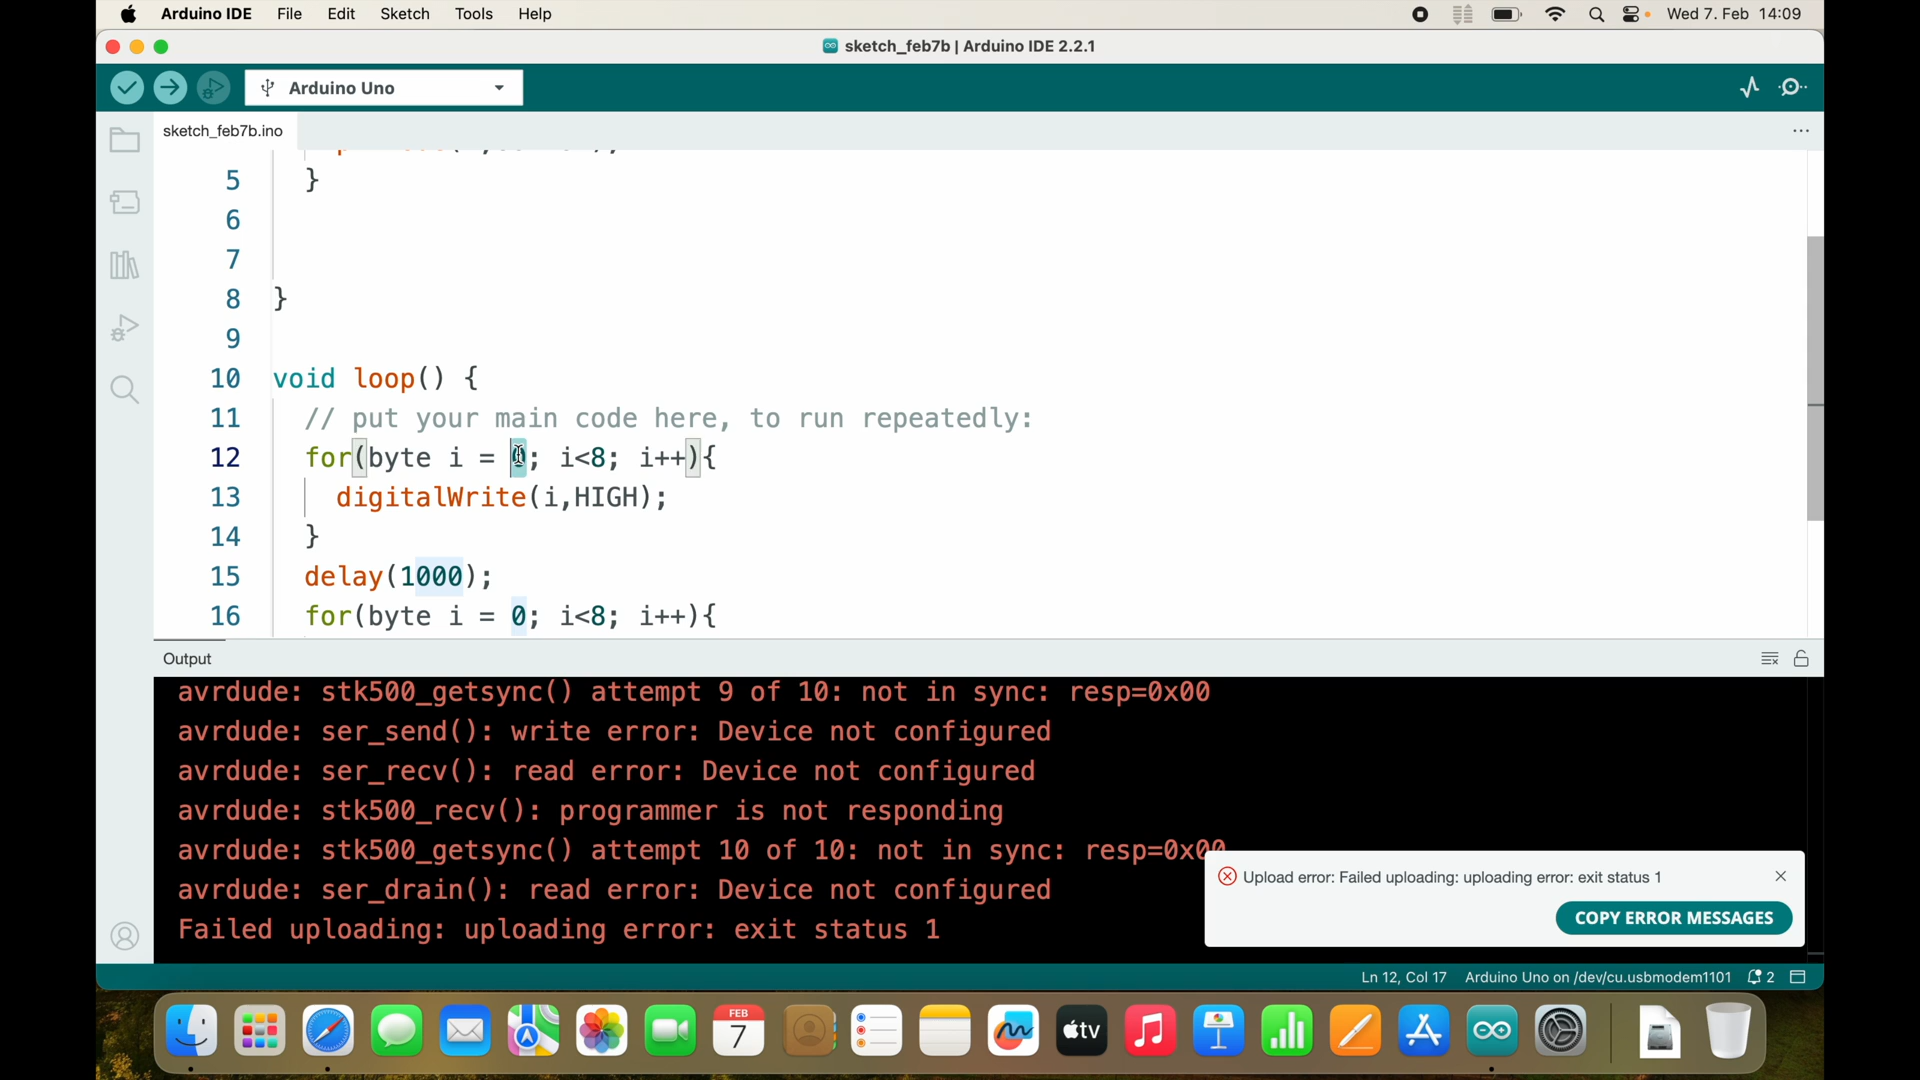 Arduino IDE File Edit Sketch Tools Help Wed 7. Feb 14:09
sketch_feb7b | Arduino IDE 2.2.1
Arduino Uno
sketch_feb7b.ino
5 }
6
7
8 }
9
10 void loop() {
11 // put your main code here, to run repeatedly:
12 for(byte i = 0; i<8; i++){
13 digitalWrite(i,HIGH);
14 }
15 delay(1000);
16 for(byte i = 0; i<8; i++){
Output
avrdude: stk500_getsync() attempt 9 of 10: not in sync: resp=0x00
avrdude: ser_send(): write error: Device not configured
avrdude: ser_recv(): read error: Device not configured
avrdude: stk500_recv(): programmer is not responding
avrdude: stk500_getsync() attempt 10 of 10: not in sync: resp=0x00
avrdude: ser_drain(): read error: Device not configured
Failed uploading: uploading error: exit status 1
Upload error: Failed uploading: uploading error: exit status 1
COPY ERROR MESSAGES
Ln 12, Col 17 Arduino Uno on /dev/cu.usbmodem1101 2
FEB
7
tv